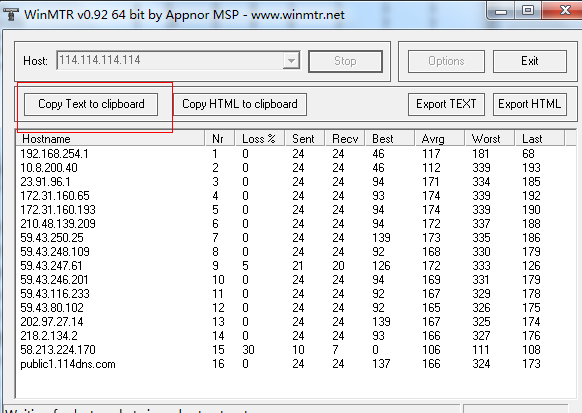 WinMTR v0.92 64 bit by Appnor MSP - www.winmtr.net
Host: 114.114.114.114 Stop Options Exit
Copy Text to clipboard Copy HTML to clipboard Export TEXT Export HTML
Hostname Nr Loss % Sent Recv Best Avrg Worst Last
192.168.254.1 1 0 24 24 46 117 181 68
10.8.200.40 2 0 24 24 46 112 339 193
23.91.96.1 3 0 24 24 94 171 334 185
172.31.160.65 4 0 24 24 93 174 339 192
172.31.160.193 5 0 24 24 94 174 339 190
210.48.139.209 6 0 24 24 94 172 337 188
59.43.250.25 7 0 24 24 139 173 335 186
59.43.248.109 8 0 24 24 92 168 330 179
59.43.247.61 9 5 21 20 126 172 333 126
59.43.246.201 10 0 24 24 94 169 331 179
59.43.116.233 11 0 24 24 92 167 329 178
59.43.80.102 12 0 24 24 92 165 325 175
202.97.27.14 13 0 24 24 139 167 325 174
218.2.134.2 14 0 24 24 93 166 327 176
58.213.224.170 15 30 10 7 0 106 111 108
public1.114dns.com 16 0 24 24 137 166 324 173